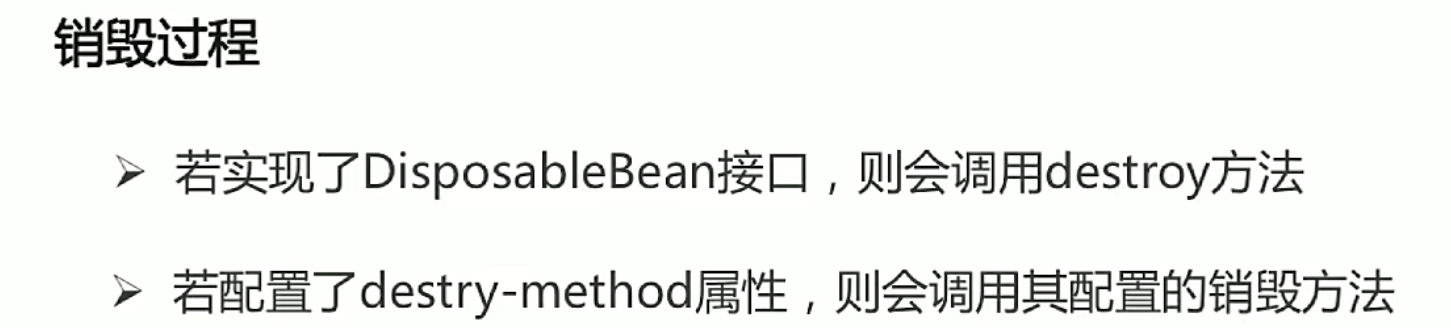 销毁过程
若实现了DisposableBean接口，则会调用destroy方法
若配置了destry-method属性，则会调用其配置的销毁方法